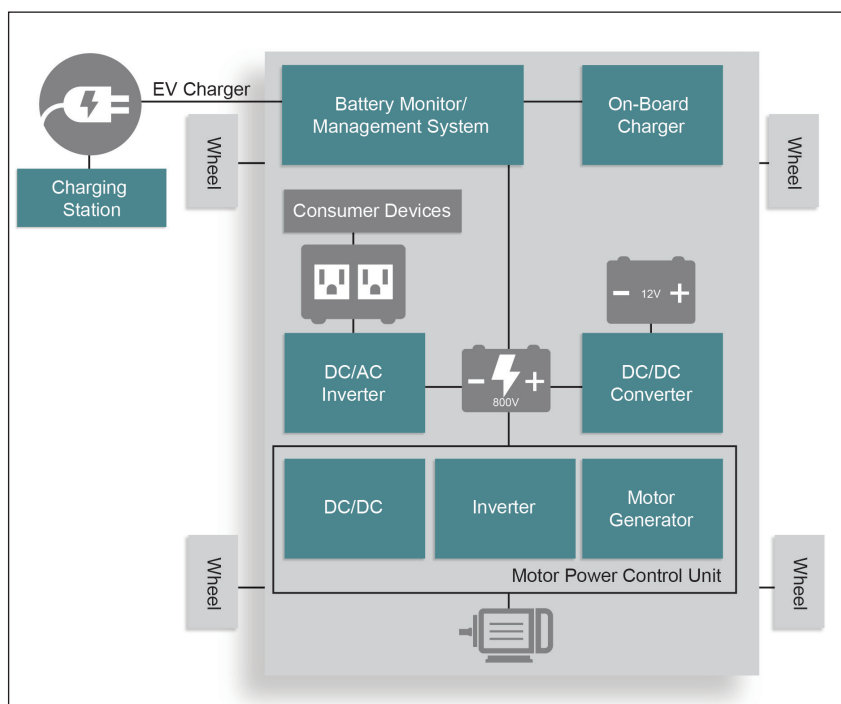 EV Charger
Battery Monitor/
Management System
On-Board
Charger
Wheel
Wheel
Charging
Station
Consumer Devices
- 12V +
DC/AC
Inverter
- +
800V
DC/DC
Converter
DC/DC
Inverter
Motor
Generator
Motor Power Control Unit
Wheel
Wheel